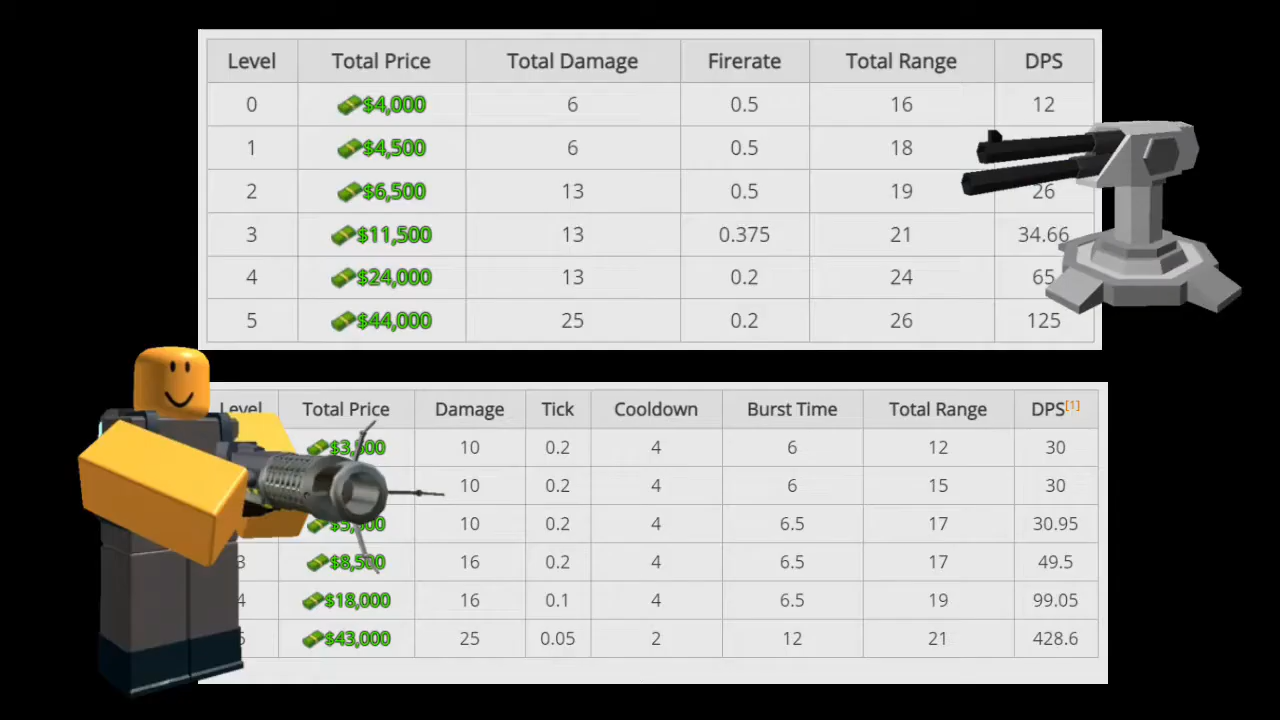 Level Total Price Total Damage Firerate Total Range DPS
0 $4,000 6 0.5 16 12
1 $4,500 6 0.5 18
2 $6,500 13 0.5 19 26
3 $11,500 13 0.375 21 34.66
4 $24,000 13 0.2 24 65
5 $44,000 25 0.2 26 125
Level Total Price Damage Tick Cooldown Burst Time Total Range DPS[1]
10 0.2 4 6 12 30
10 0.2 4 6 15 30
10 0.2 4 6.5 17 30.95
3 $8,500 16 0.2 4 6.5 17 49.5
4 $18,000 16 0.1 4 6.5 19 99.05
$43,000 25 0.05 2 12 21 428.6